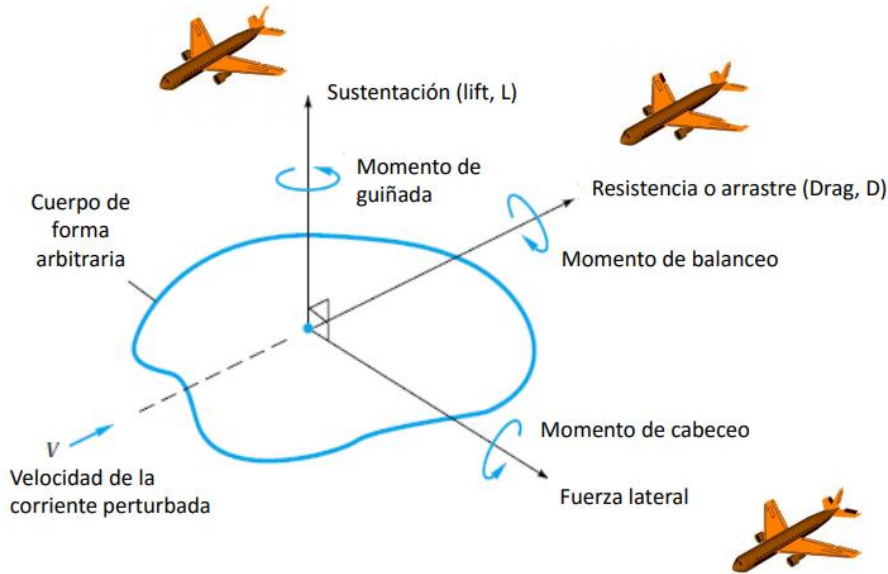 Sustentación (lift, L)
Momento de
guiñada
Cuerpo de
forma
arbitraria
Resistencia o arrastre (Drag, D)
Momento de balanceo
Momento de cabeceo
Fuerza lateral
V
Velocidad de la
corriente perturbada